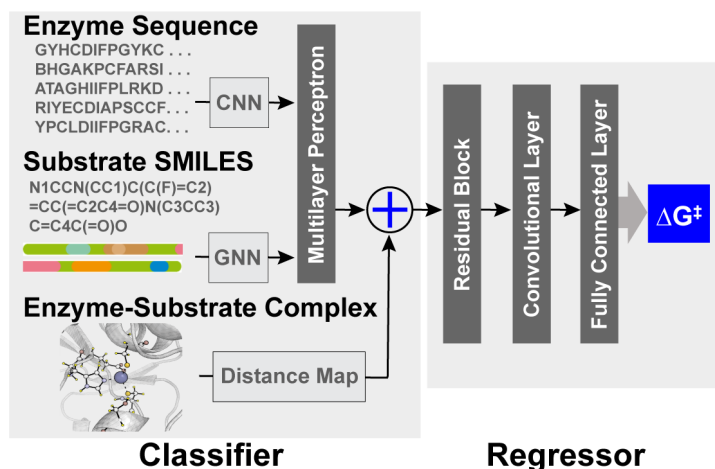 Enzyme Sequence
GYHCDIFPGYKC . . .
BHGAKPCFARSI . . .
ATAGHIIFPLRKD . . .
RIYECDIAPSCCF. . .
YPCLDIIFPGRAC. . .
CNN
Substrate SMILES
N1CCN(CC1)C(C(F)=C2)
=CC(=C2C4=O)N(C3CC3)
C=C4C(=O)O
GNN
Multilayer Perceptron
Enzyme-Substrate Complex
Distance Map
Residual Block
Convolutional Layer
Fully Connected Layer
ΔG‡
Classifier
Regressor